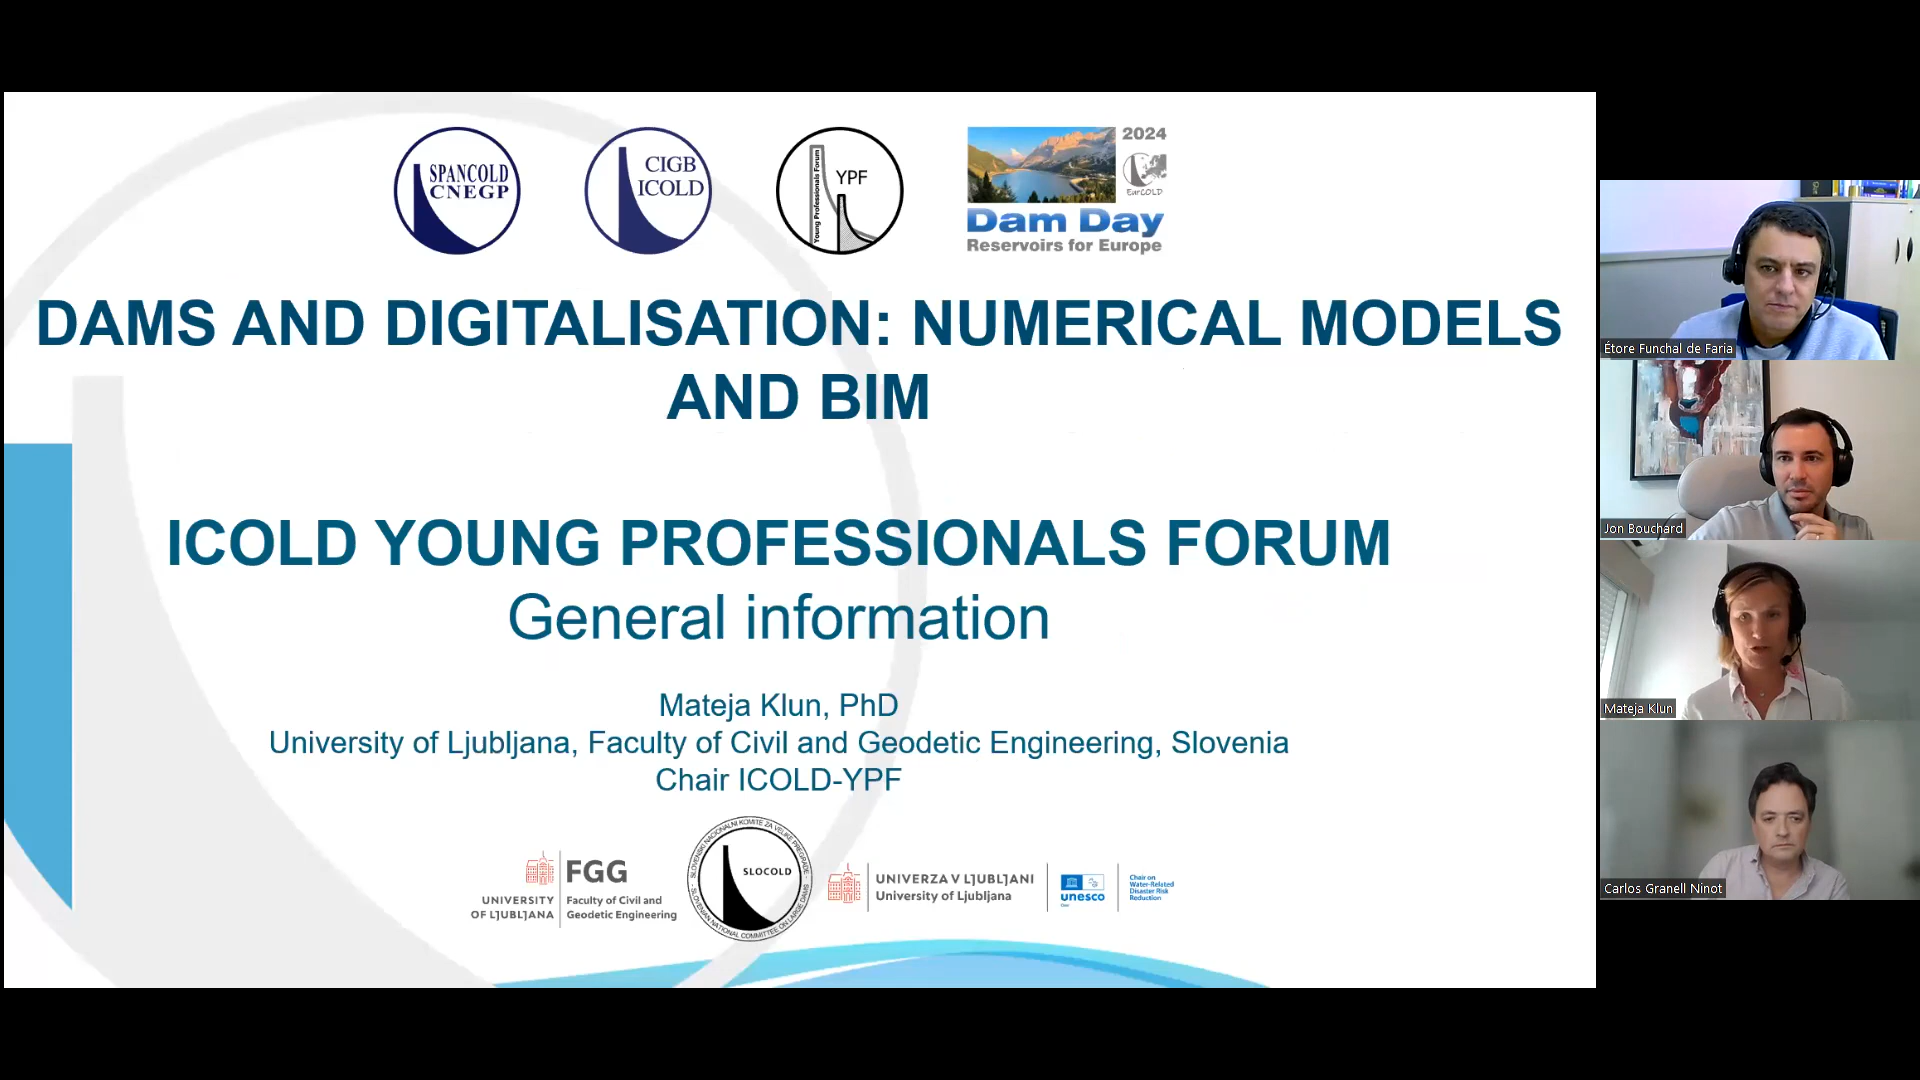 SPANCOLD
CNEGP
CIGB
ICOLD
Young Professionals Forum
YPF
2024
EurCOLD
Dam Day
Reservoirs for Europe
DAMS AND DIGITALISATION: NUMERICAL MODELS
AND BIM
ICOLD YOUNG PROFESSIONALS FORUM
General information
Mateja Klun, PhD
University of Ljubljana, Faculty of Civil and Geodetic Engineering, Slovenia
Chair ICOLD-YPF
UNIVERSITY
OF LJUBLJANA
FGG
Faculty of Civil and
Geodetic Engineering
SLOVENSKI NACIONALNI KOMITE ZA VELIKE PREGRADE
SLOCOLD
SLOVENIAN NATIONAL COMMITTEE ON LARGE DAMS
UNIVERZA V LJUBLJANI
University of Ljubljana
unesco
Chair
Chair on
Water-Related
Disaster Risk
Reduction
Étore Funchal de Faria
Jon Bouchard
Mateja Klun
Carlos Granell Ninot